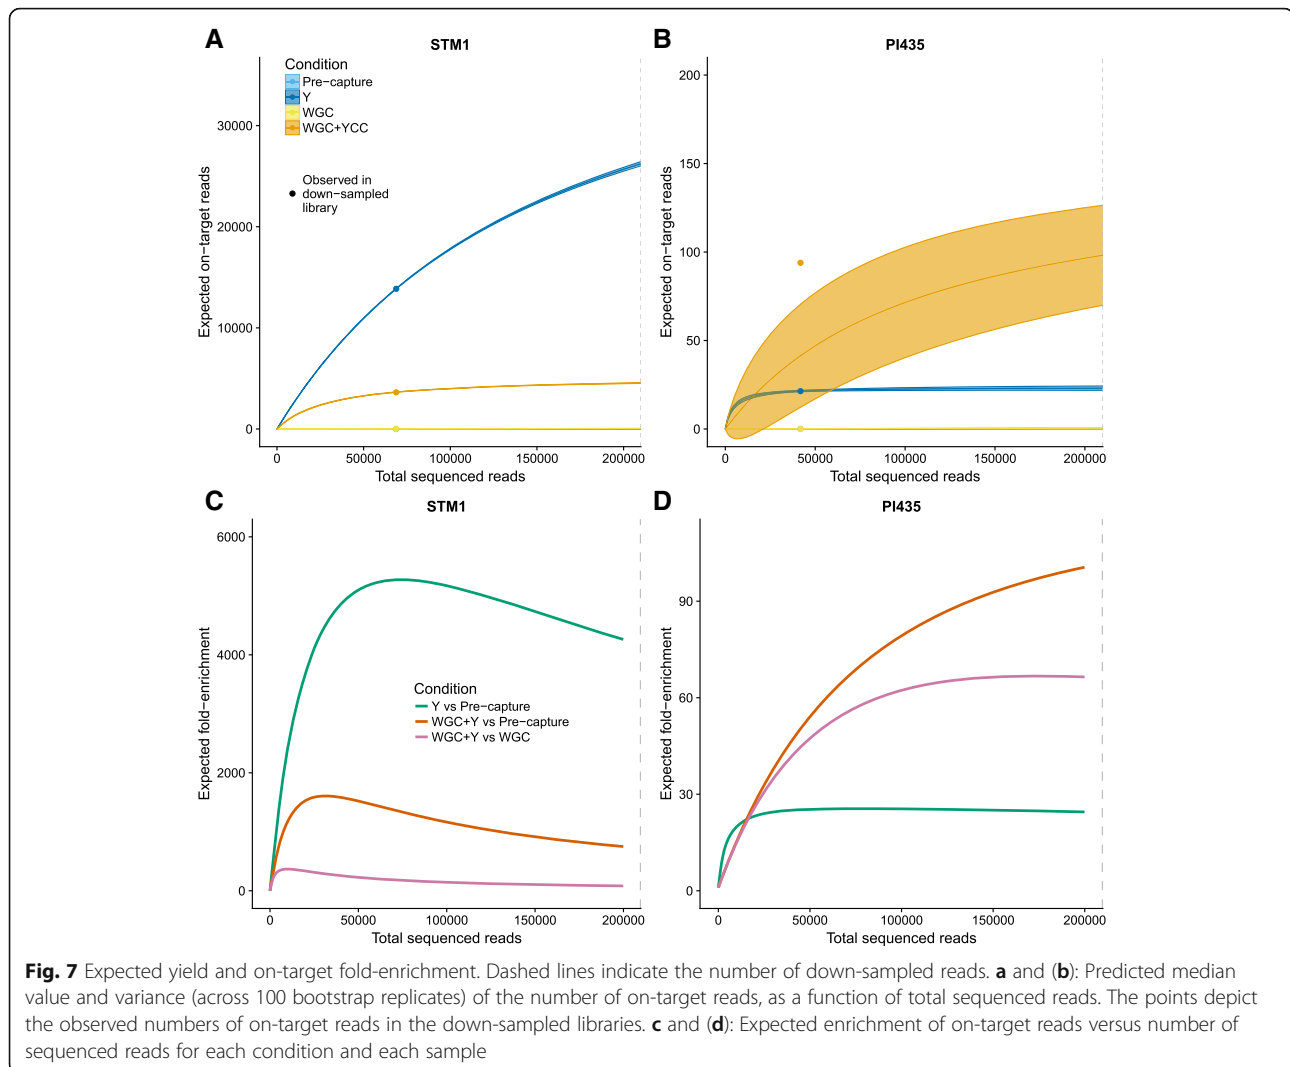 A
STM1
Condition
Pre−capture
Y
WGC
WGC+YCC
Observed in
down−sampled
library
Expected on−target reads
30000
20000
10000
0
0 50000 100000 150000 200000
Total sequenced reads
B
PI435
Expected on−target reads
200
150
100
50
0
0 50000 100000 150000 200000
Total sequenced reads
C
STM1
Expected fold−enrichment
6000
4000
2000
0
Condition
Y vs Pre−capture
WGC+Y vs Pre−capture
WGC+Y vs WGC
0 50000 100000 150000 200000
Total sequenced reads
D
PI435
Expected fold−enrichment
90
60
30
0
0 50000 100000 150000 200000
Total sequenced reads
Fig. 7 Expected yield and on-target fold-enrichment. Dashed lines indicate the number of down-sampled reads. a and (b): Predicted median
value and variance (across 100 bootstrap replicates) of the number of on-target reads, as a function of total sequenced reads. The points depict
the observed numbers of on-target reads in the down-sampled libraries. c and (d): Expected enrichment of on-target reads versus number of
sequenced reads for each condition and each sample